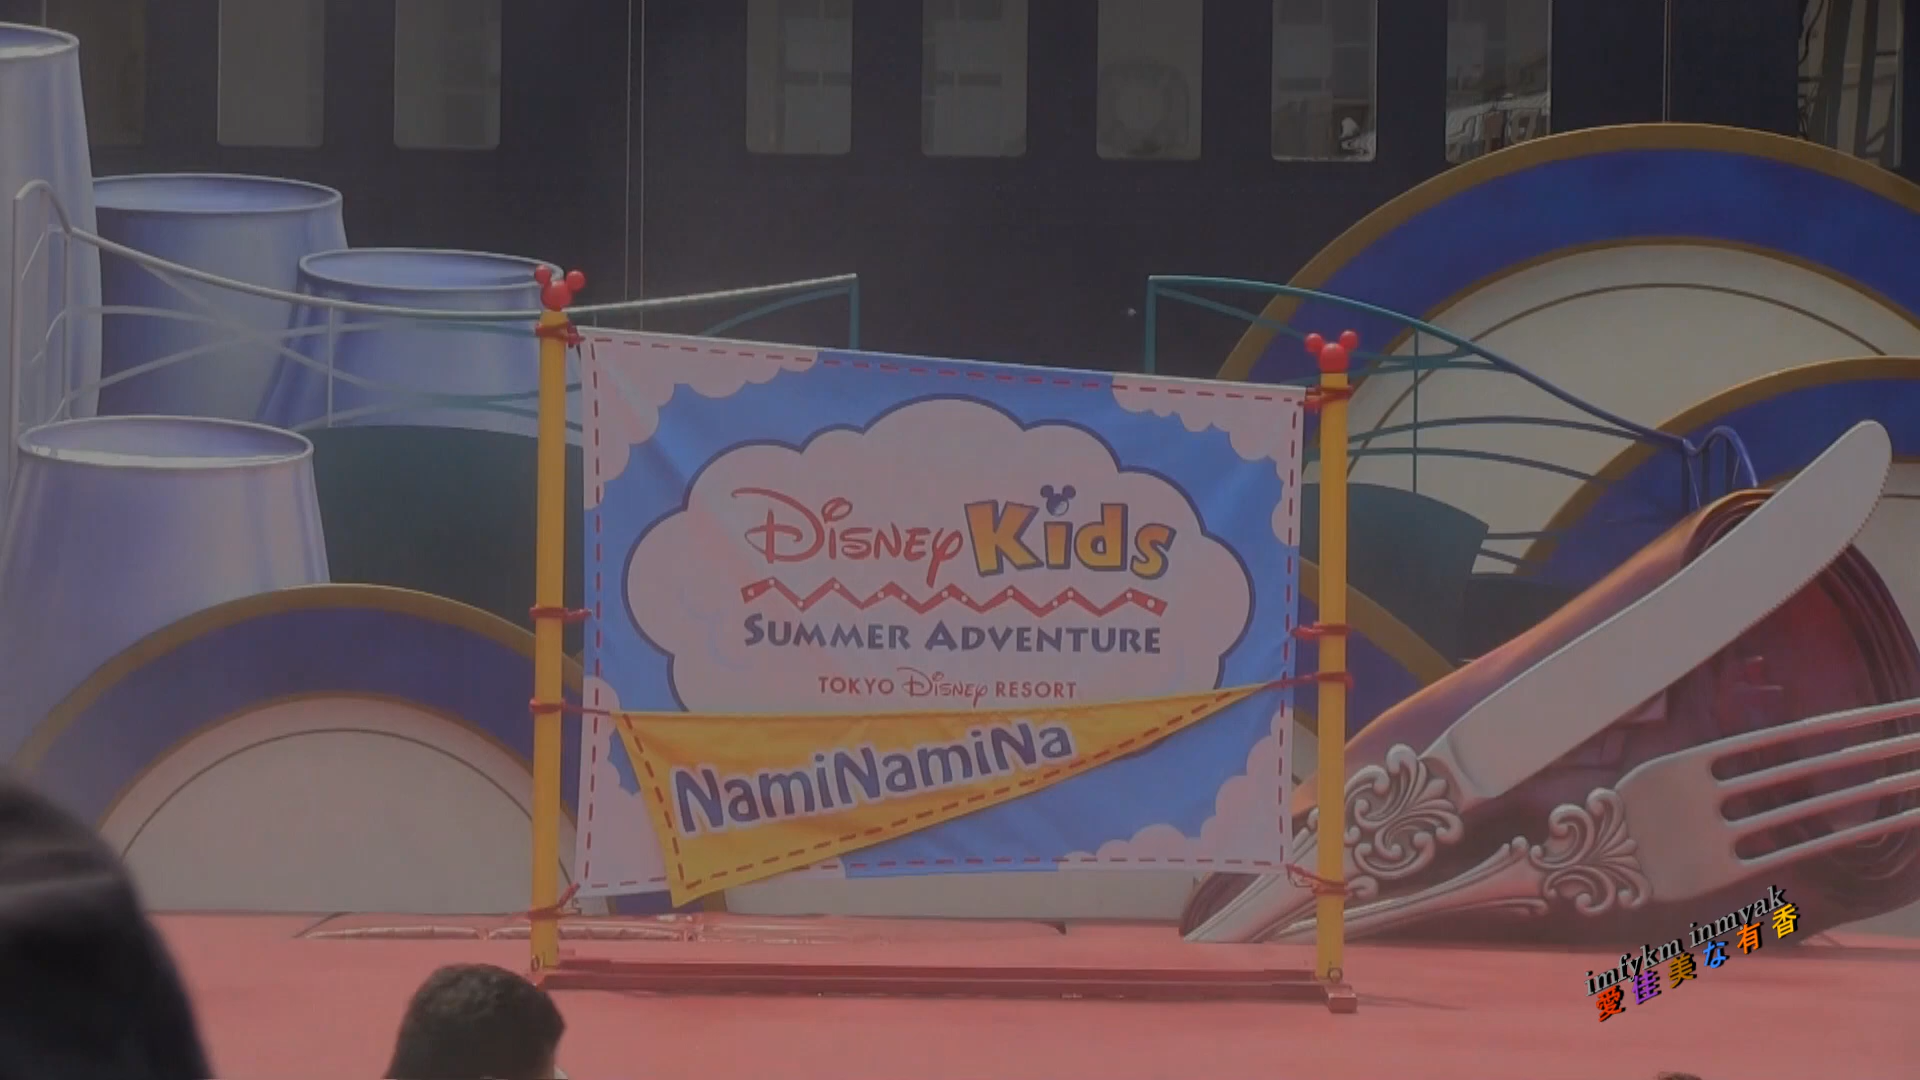 Disney Kids
SUMMER ADVENTURE
TOKYO Disney RESORT
NamiNamiNa
imfykm inmyak
愛佳美な有香